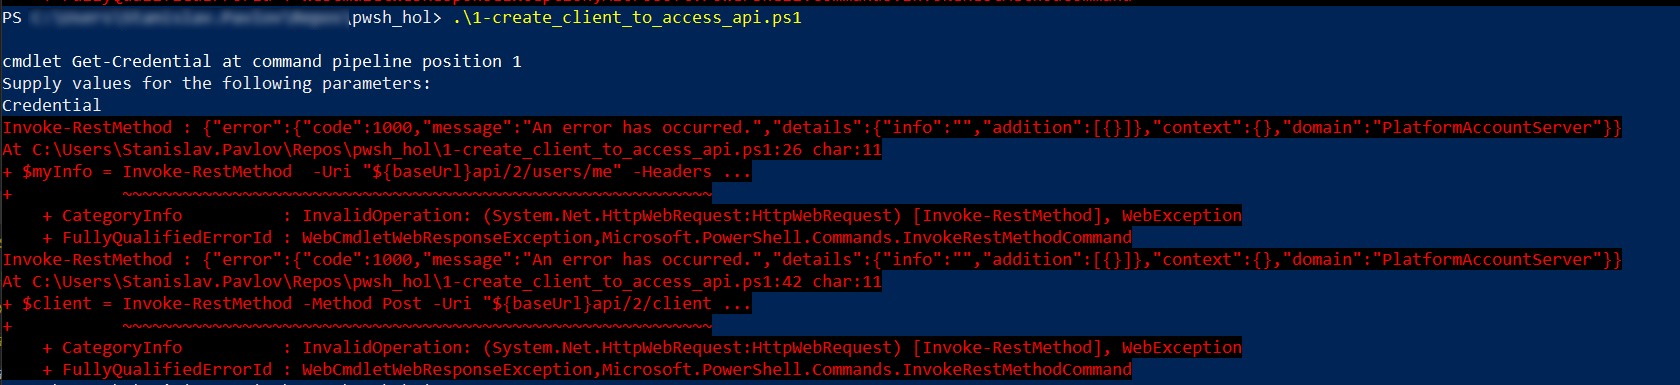 PS \pwsh_hol> .\1-create_client_to_access_api.ps1
cmdlet Get-Credential at command pipeline position 1
Supply values for the following parameters:
Credential
Invoke-RestMethod : {"error":{"code":1000,"message":"An error has occurred.","details":{"info":"","addition":[{}]},"context":{},"domain":"PlatformAccountServer"}}
At C:\Users\Stanislav.Pavlov\Repos\pwsh_hol\1-create_client_to_access_api.ps1:26 char:11
+ $myInfo = Invoke-RestMethod  -Uri "${baseUrl}api/2/users/me" -Headers ...
+           ~~~~~~~~~~~~~~~~~~~~~~~~~~~~~~~~~~~~~~~~~~~~~~~~~~~~~~~~~~~
    + CategoryInfo          : InvalidOperation: (System.Net.HttpWebRequest:HttpWebRequest) [Invoke-RestMethod], WebException
    + FullyQualifiedErrorId : WebCmdletWebResponseException,Microsoft.PowerShell.Commands.InvokeRestMethodCommand
Invoke-RestMethod : {"error":{"code":1000,"message":"An error has occurred.","details":{"info":"","addition":[{}]},"context":{},"domain":"PlatformAccountServer"}}
At C:\Users\Stanislav.Pavlov\Repos\pwsh_hol\1-create_client_to_access_api.ps1:42 char:11
+ $client = Invoke-RestMethod -Method Post -Uri "${baseUrl}api/2/client ...
+           ~~~~~~~~~~~~~~~~~~~~~~~~~~~~~~~~~~~~~~~~~~~~~~~~~~~~~~~~~~~
    + CategoryInfo          : InvalidOperation: (System.Net.HttpWebRequest:HttpWebRequest) [Invoke-RestMethod], WebException
    + FullyQualifiedErrorId : WebCmdletWebResponseException,Microsoft.PowerShell.Commands.InvokeRestMethodCommand